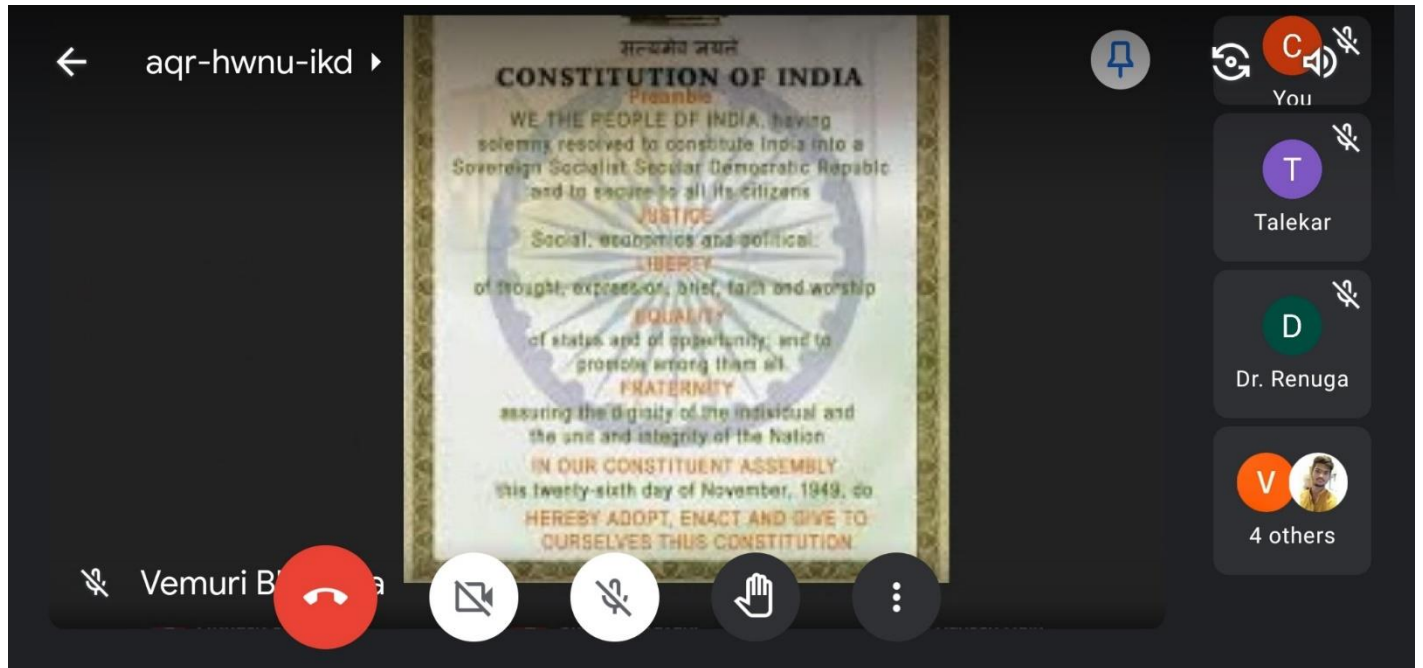 aqr-hwnu-ikd
सत्यमेव जयते
CONSTITUTION OF INDIA
Preamble
WE THE PEOPLE OF INDIA, having
solemny resolved to constitute India into a
Sovereign Socialist Secular Democratic Repablic
and to secure to all its citizens
JUSTICE
Social, economics and political;
LIBERTY
of thought, expression, brief, faith and worship
EQUALITY
of states and of oppertunity; and to
promote among them all
FRATERNITY
assuring the dignity of the individual and
the unit and integrity of the Nation
IN OUR CONSTITUENT ASSEMBLY
this twenty-sixth day of November, 1949, do
HEREBY ADOPT, ENACT AND GIVE TO
OURSELVES THUS CONSTITUTION
Vemuri
C
You
T
Talekar
D
Dr. Renuga
V
4 others